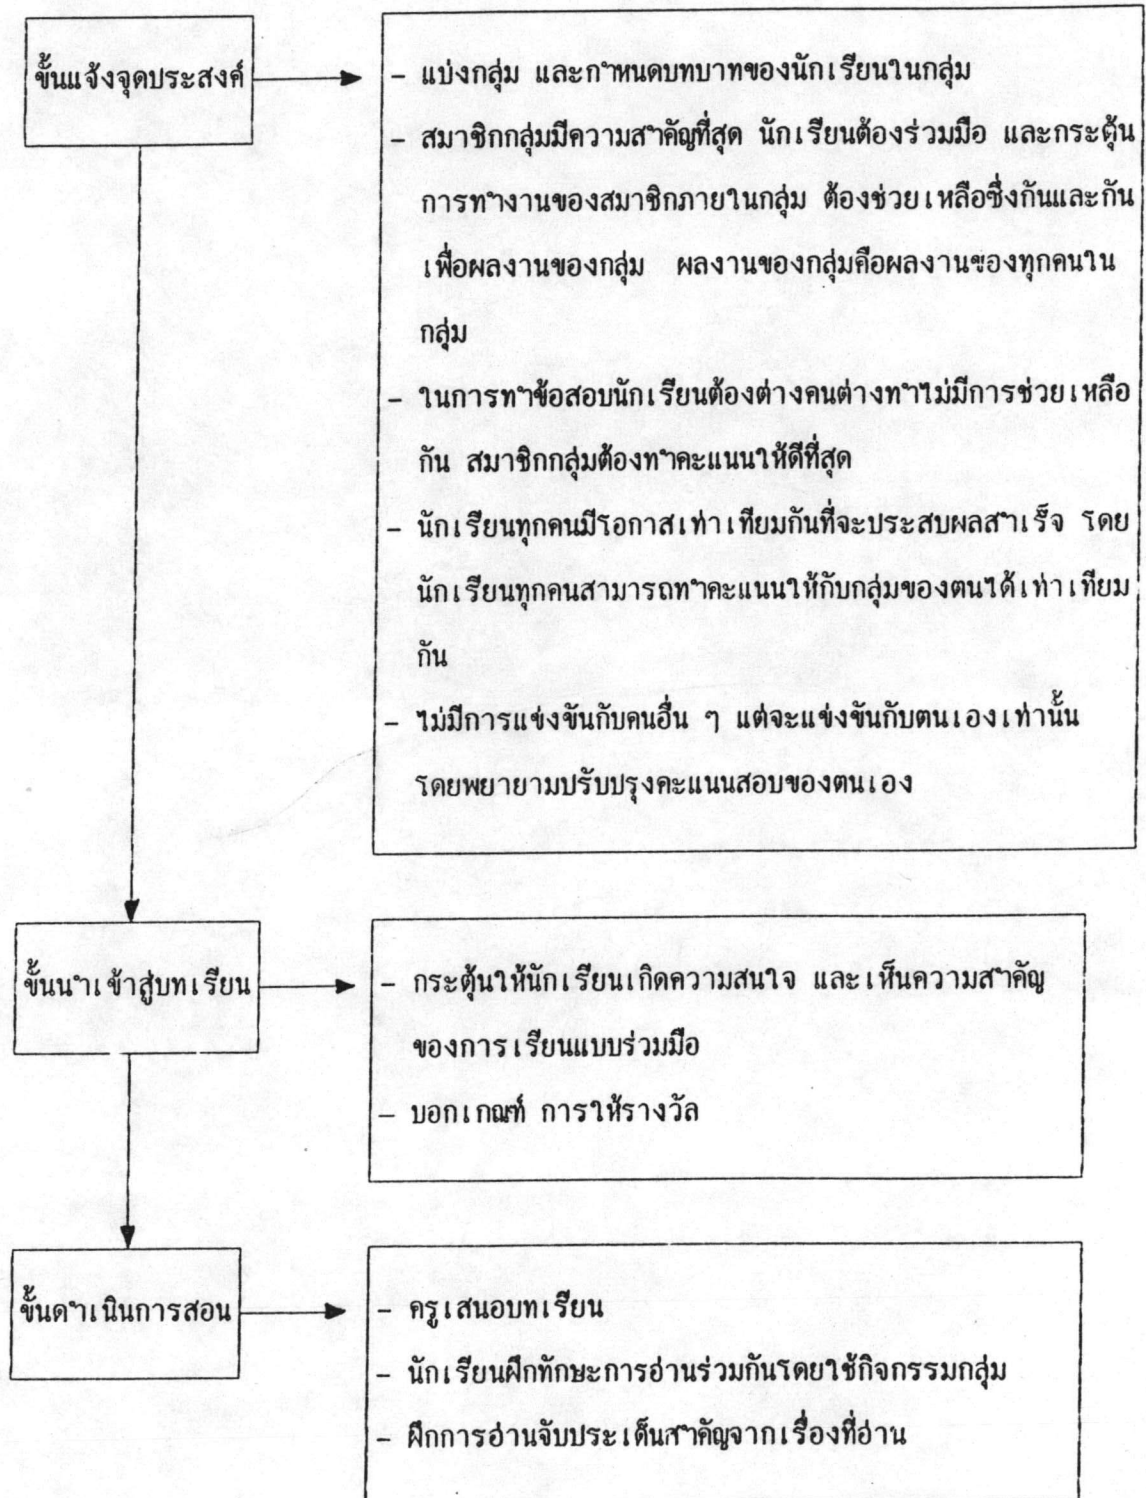 ขั้นแจ้งจุดประสงค์
- แบ่งกลุ่ม และกำหนดบทบาทของนักเรียนในกลุ่ม
- สมาชิกกลุ่มมีความสำคัญที่สุด นักเรียนต้องร่วมมือ และกระตุ้น
การทำงานของสมาชิกภายในกลุ่ม ต้องช่วยเหลือซึ่งกันและกัน
เพื่อผลงานของกลุ่ม ผลงานของกลุ่มคือผลงานของทุกคนใน
กลุ่ม
- ในการทำข้อสอบนักเรียนต้องต่างคนต่างทำไม่มีการช่วยเหลือ
กัน สมาชิกกลุ่มต้องทำคะแนนให้ดีที่สุด
- นักเรียนทุกคนมีโอกาสเท่าเทียมกันที่จะประสบผลสำเร็จ โดย
นักเรียนทุกคนสามารถทำคะแนนให้กับกลุ่มของตนได้เท่าเทียม
กัน
- ไม่มีการแข่งขันกับคนอื่น ๆ แต่จะแข่งขันกับตนเองเท่านั้น
โดยพยายามปรับปรุงคะแนนสอบของตนเอง
ขั้นนำเข้าสู่บทเรียน
- กระตุ้นให้นักเรียนเกิดความสนใจ และเห็นความสำคัญ
ของการเรียนแบบร่วมมือ
- บอกเกณฑ์ การให้รางวัล
ขั้นดำเนินการสอน
- ครูเสนอบทเรียน
- นักเรียนฝึกทักษะการอ่านร่วมกันโดยใช้กิจกรรมกลุ่ม
- ฝึกการอ่านจับประเด็นสำคัญจากเรื่องที่อ่าน